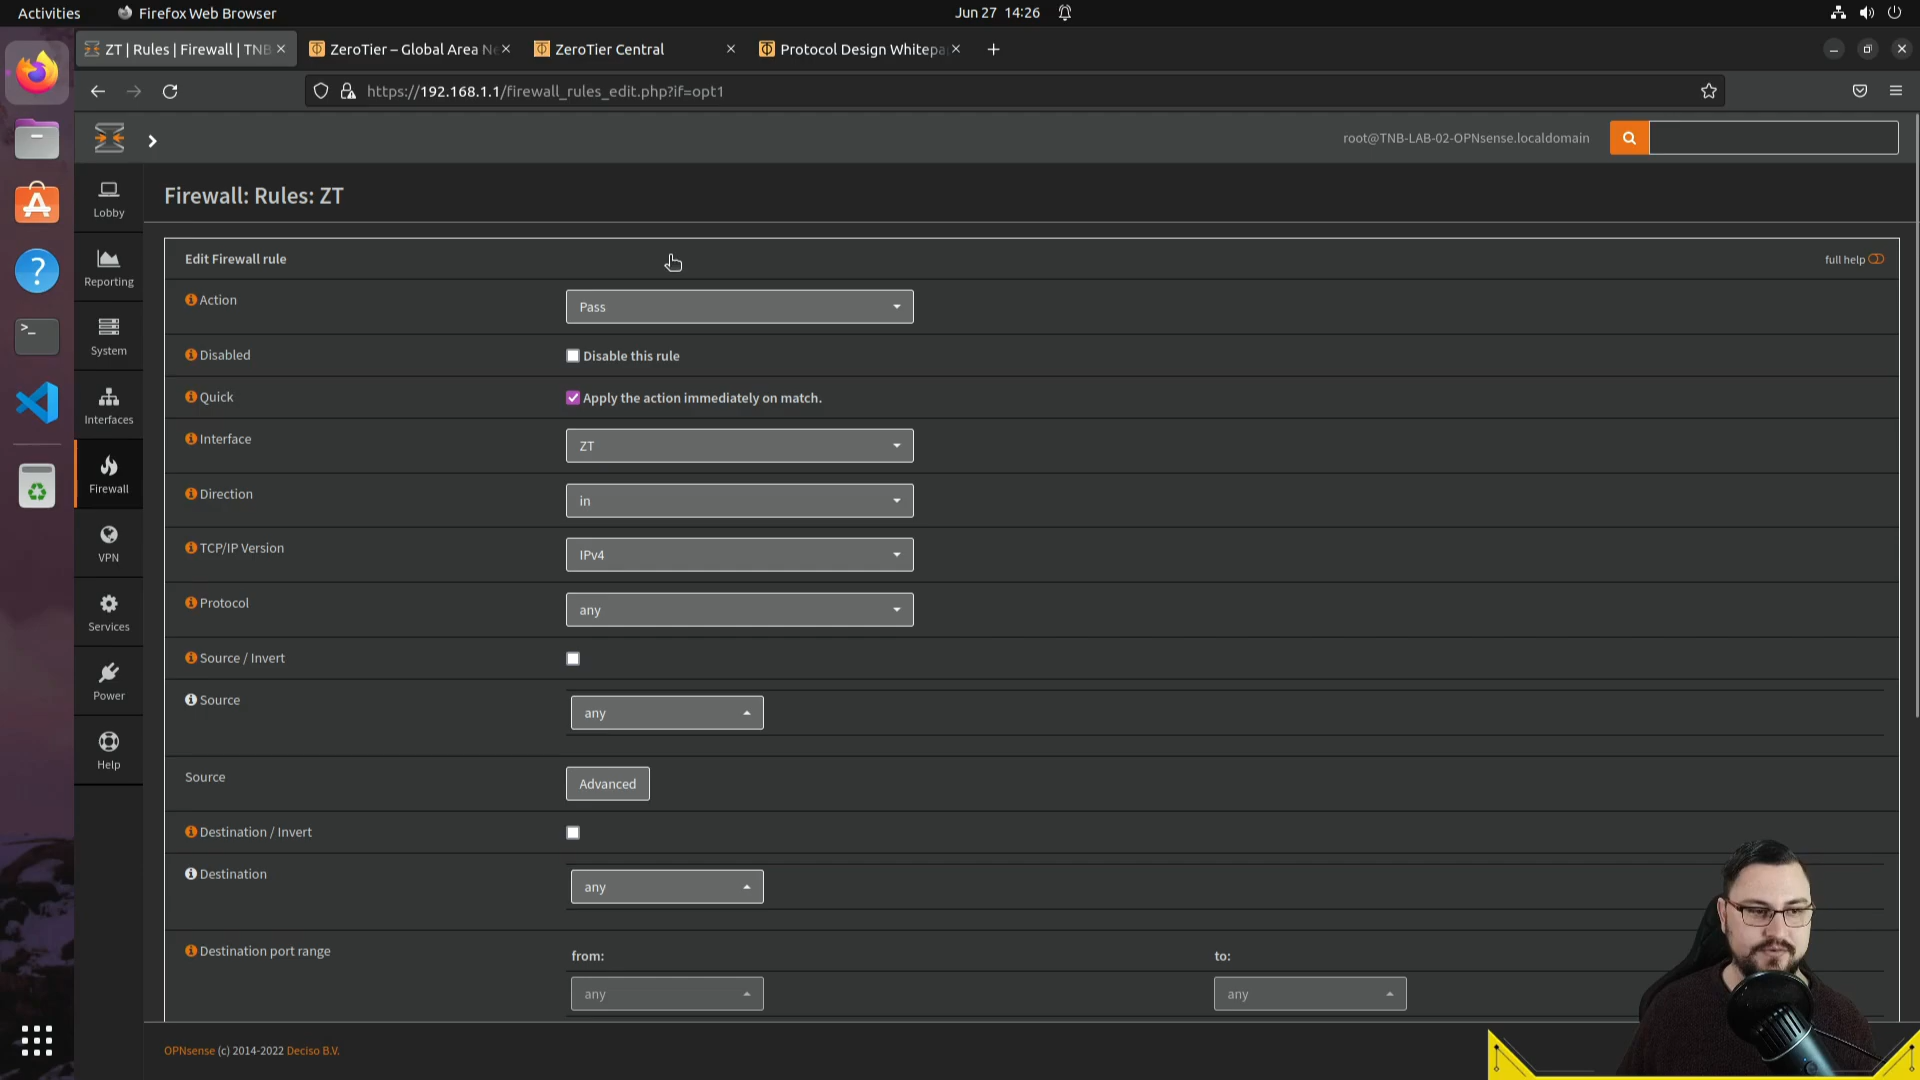 Activities
Firefox Web Browser
Jun 27 14:26
ZT | Rules | Firewall | TNB
ZeroTier – Global Area Ne
ZeroTier Central
Protocol Design Whitepa
https://192.168.1.1/firewall_rules_edit.php?if=opt1
root@TNB-LAB-02-OPNsense.localdomain
Lobby
Reporting
System
Interfaces
Firewall
VPN
Services
Power
Help
Firewall: Rules: ZT
Edit Firewall rule
full help
Action
Pass
Disabled
Disable this rule
Quick
Apply the action immediately on match.
Interface
ZT
Direction
in
TCP/IP Version
IPv4
Protocol
any
Source / Invert
Source
any
Source
Advanced
Destination / Invert
Destination
any
Destination port range
from:
to:
any
any
OPNsense (c) 2014-2022 Deciso B.V.